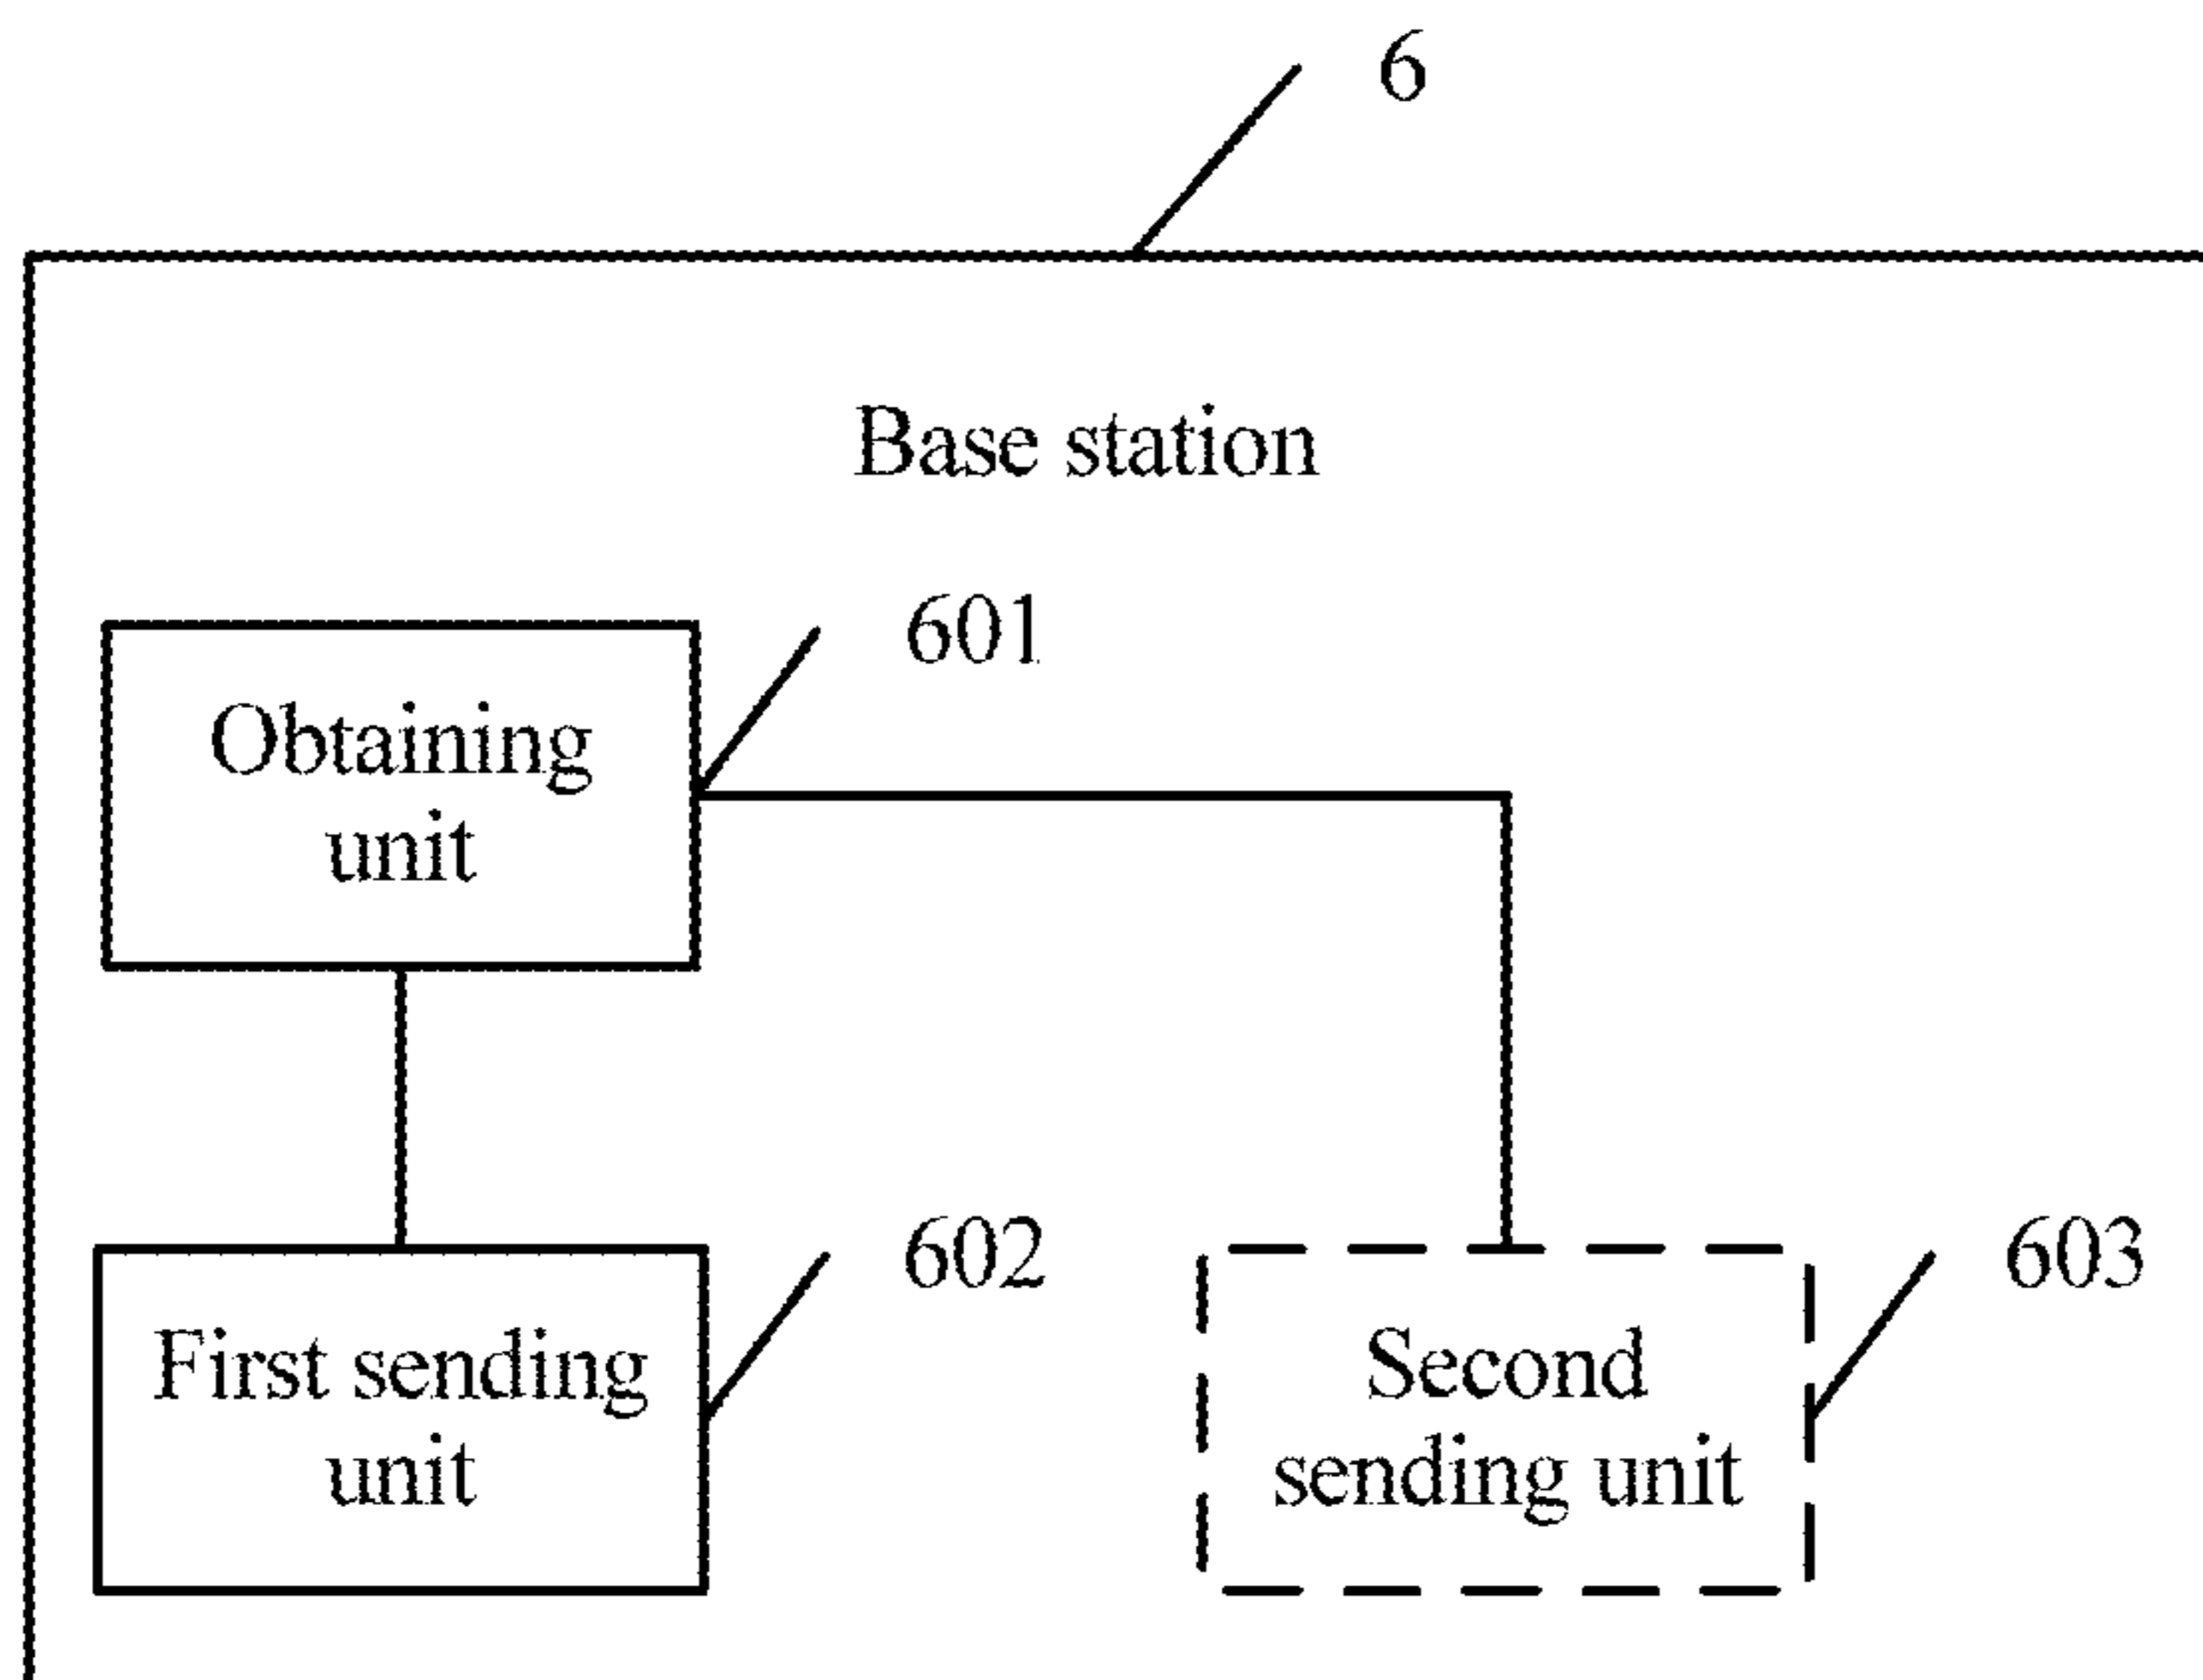 6
Base station
601
Obtaining
unit
602
First sending
unit
603
Second
sending unit